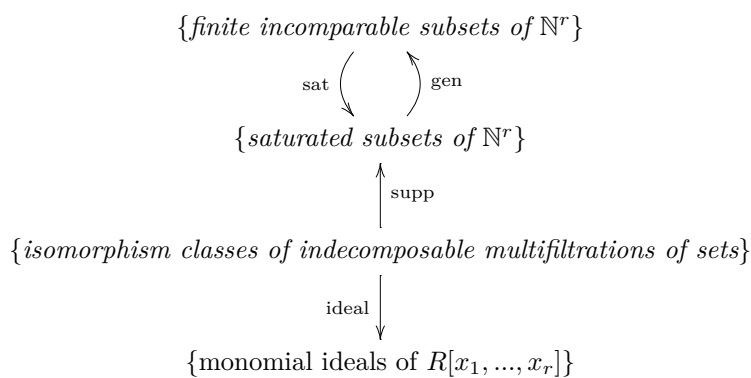 {finite incomparable subsets of ℕ^r}
sat gen
{saturated subsets of ℕ^r}
supp
{isomorphism classes of indecomposable multifiltrations of sets}
ideal
{monomial ideals of R[x_1, ..., x_r]}